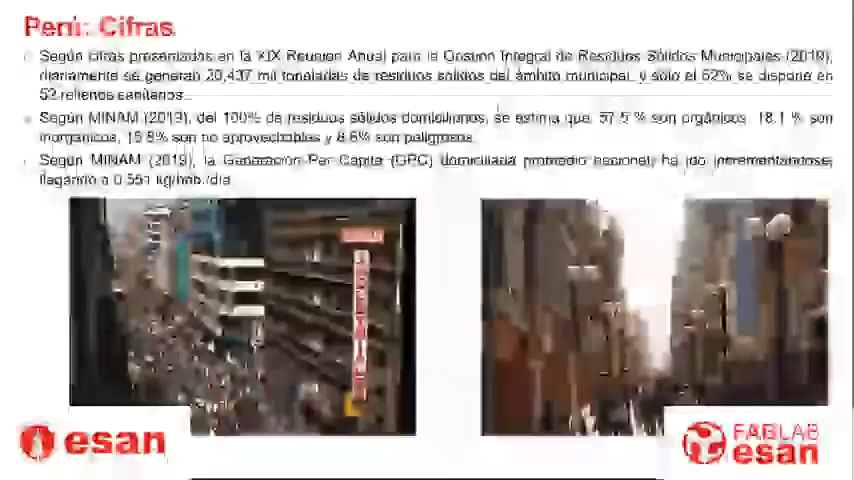 Perú: Cifras
Según cifras presentadas en la XIX Reunión Anual para la Gestión Integral de Residuos Sólidos Municipales (2019),
diariamente se generan 20,437 mil toneladas de residuos sólidos del ámbito municipal, y sólo el 52% se dispone en
52 rellenos sanitarios.
Según MINAM (2019), del 100% de residuos sólidos domiciliarios, se estima que, 57.5 % son orgánicos, 18.1 % son
inorgánicos, 15.8% son no aprovechables y 8.6% son peligrosos.
Según MINAM (2019), la Generación Per Capita (GPC) domiciliaria promedio nacional, ha ido incrementándose,
llegando a kg/hab./día
esan
FABLAB
esan